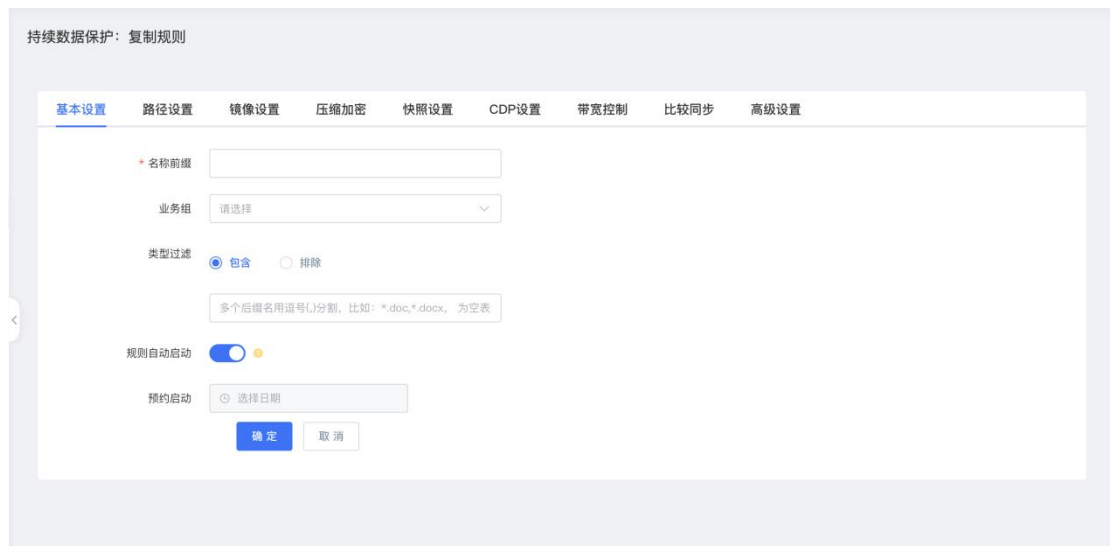 持续数据保护：复制规则
基本设置 路径设置 镜像设置 压缩加密 快照设置 CDP设置 带宽控制 比较同步 高级设置
* 名称前缀
业务组 请选择
类型过滤
包含 排除
多个后缀名用逗号(,)分割，比如：*.doc,*.docx， 为空表
规则自动启动
预约启动 选择日期
确 定 取 消